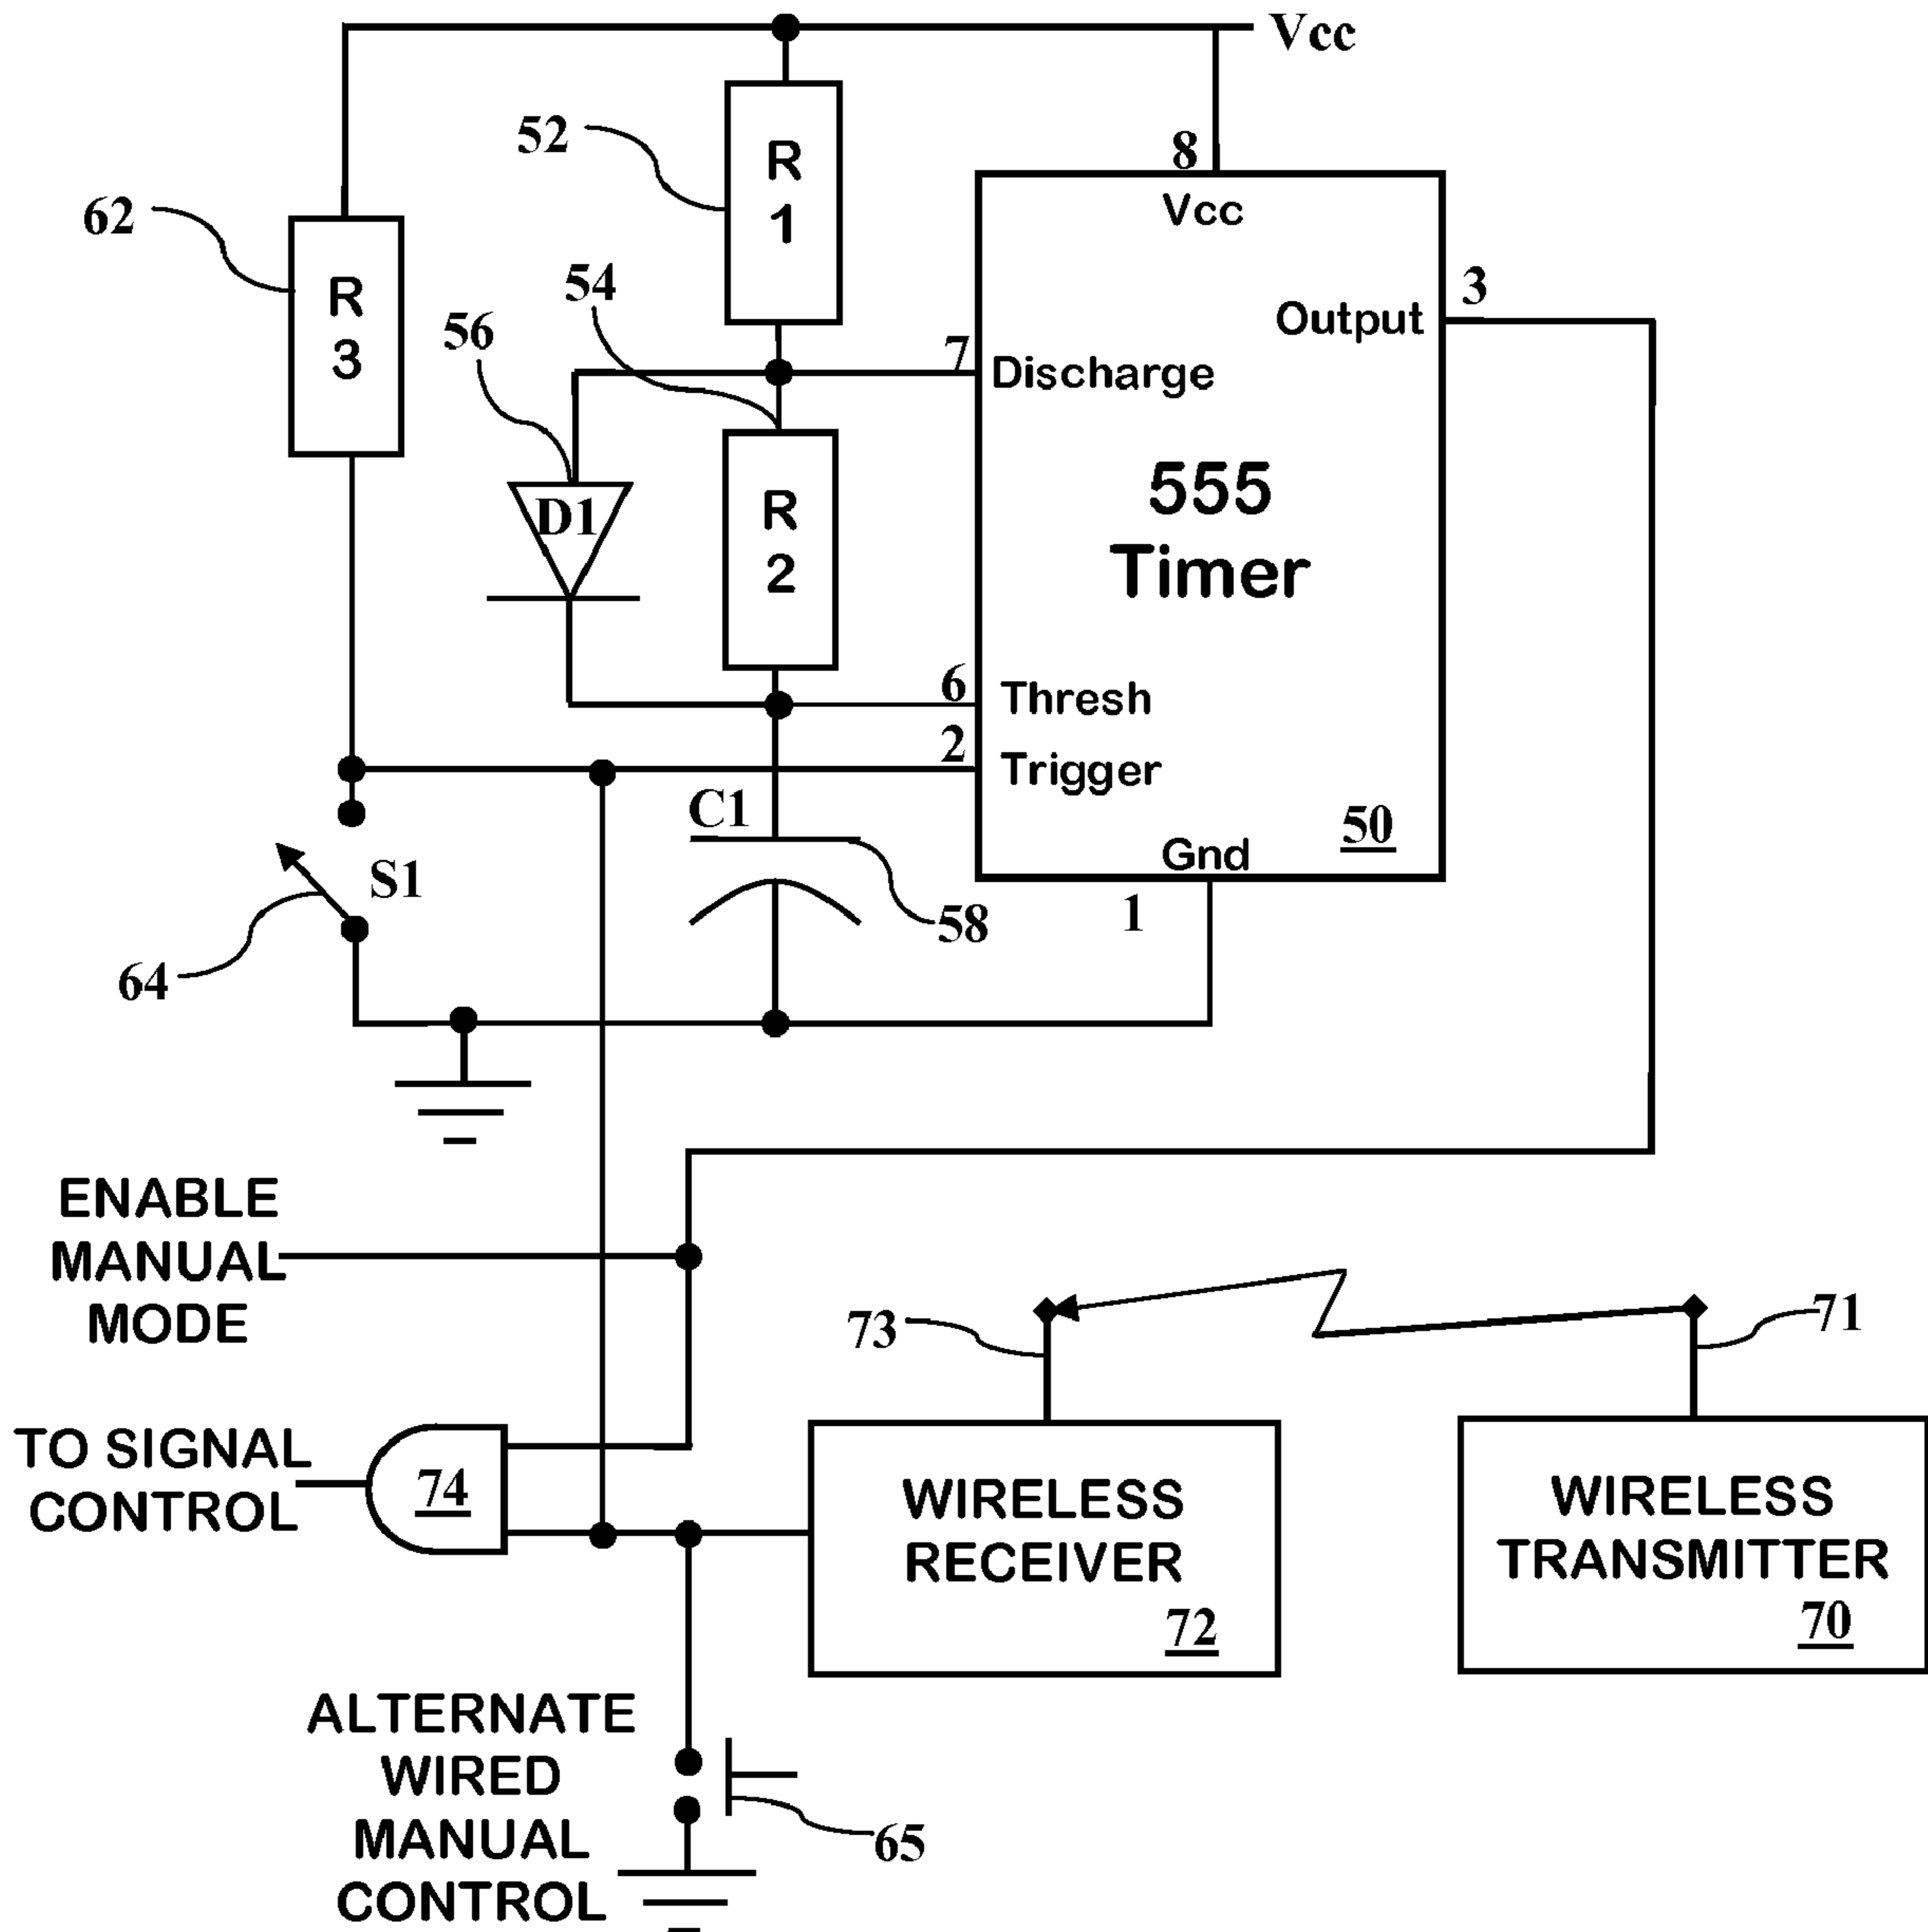 Vcc
52
R
1
8
Vcc
62
R
3
54
56
7
Discharge
Output
3
D1
R
2
555
Timer
6
Thresh
2
Trigger
C1
50
Gnd
S1
1
58
64
ENABLE
MANUAL
MODE
73
71
TO SIGNAL
CONTROL
74
WIRELESS
RECEIVER
72
WIRELESS
TRANSMITTER
70
ALTERNATE
WIRED
MANUAL
CONTROL
65